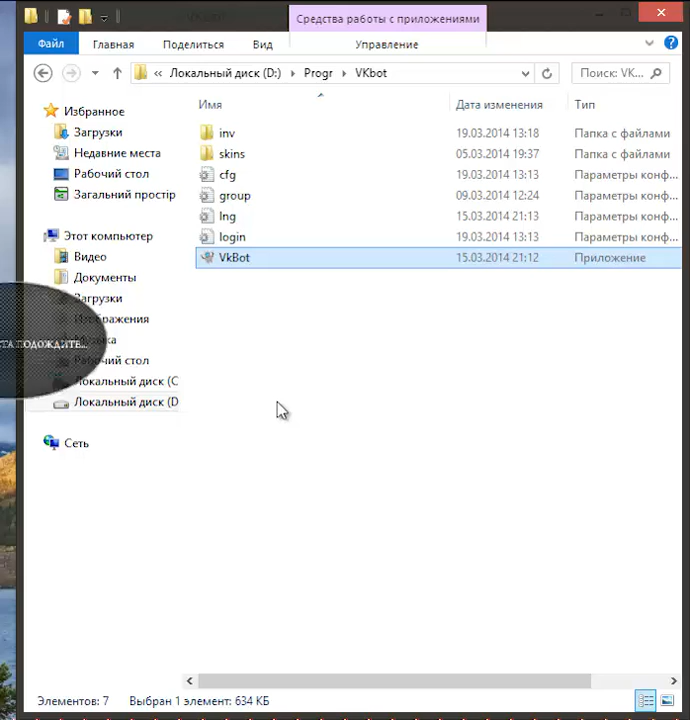 Средства работы с приложениями
Файл
Главная
Поделиться
Вид
Управление
« Локальный диск (D:) Progr VKbot
Поиск: VK...
Имя
Дата изменения
Тип
inv 19.03.2014 13:18 Папка с файлами
skins 05.03.2014 19:37 Папка с файлами
cfg 19.03.2014 13:13 Параметры конф...
group 09.03.2014 12:24 Параметры конф...
lng 15.03.2014 21:13 Параметры конф...
login 19.03.2014 13:13 Параметры конф...
VkBot 15.03.2014 21:12 Приложение
Избранное
Загрузки
Недавние места
Рабочий стол
Загальний простір
Этот компьютер
Видео
Документы
Загрузки
Изображения
Музыка
ТА ПОДОЖДИТЕ...
Рабочий стол
Локальный диск (C
Локальный диск (D
Сеть
Элементов: 7
Выбран 1 элемент: 634 КБ